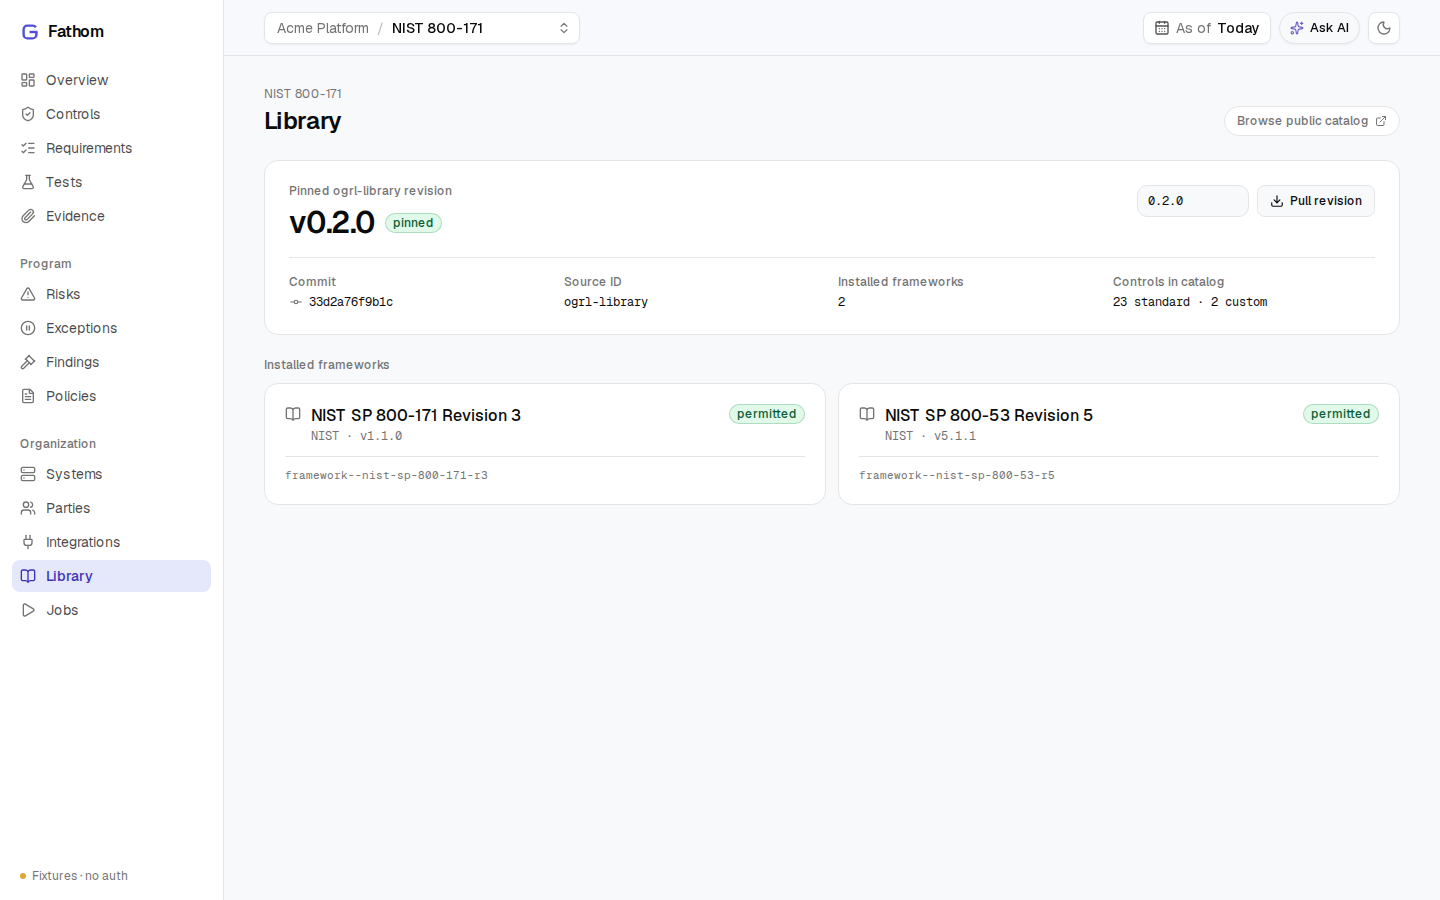 Fathom
Overview
Controls
Requirements
Tests
Evidence
Program
Risks
Exceptions
Findings
Policies
Organization
Systems
Parties
Integrations
Library
Jobs
Fixtures · no auth
Acme Platform / NIST 800-171
As of Today
Ask AI
NIST 800-171
Library
Browse public catalog
Pinned ogrl-library revision
v0.2.0 pinned
0.2.0
Pull revision
Commit
33d2a76f9b1c
Source ID
ogrl-library
Installed frameworks
2
Controls in catalog
23 standard · 2 custom
Installed frameworks
NIST SP 800-171 Revision 3
permitted
NIST · v1.1.0
framework--nist-sp-800-171-r3
NIST SP 800-53 Revision 5
permitted
NIST · v5.1.1
framework--nist-sp-800-53-r5